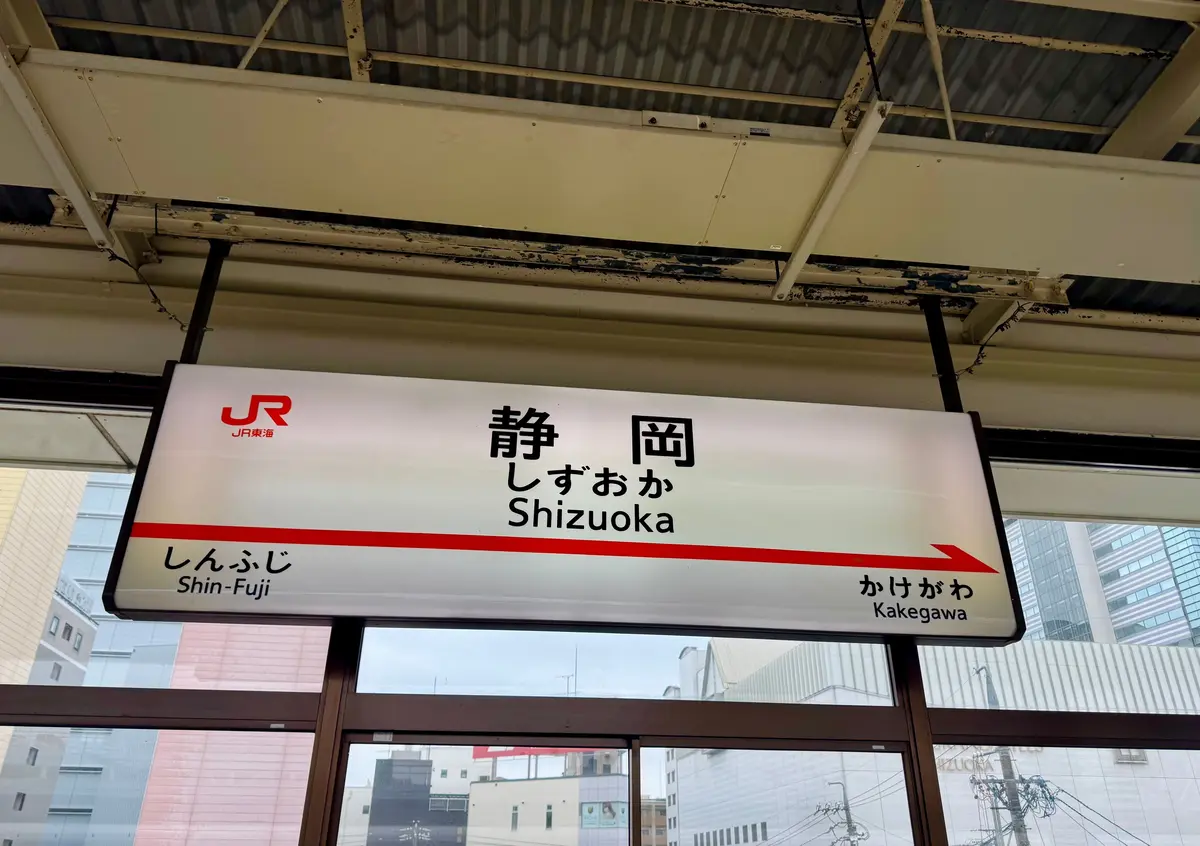 JR
JR東海
静岡
しずおか
Shizuoka
しんふじ
Shin-Fuji
かけがわ
Kakegawa